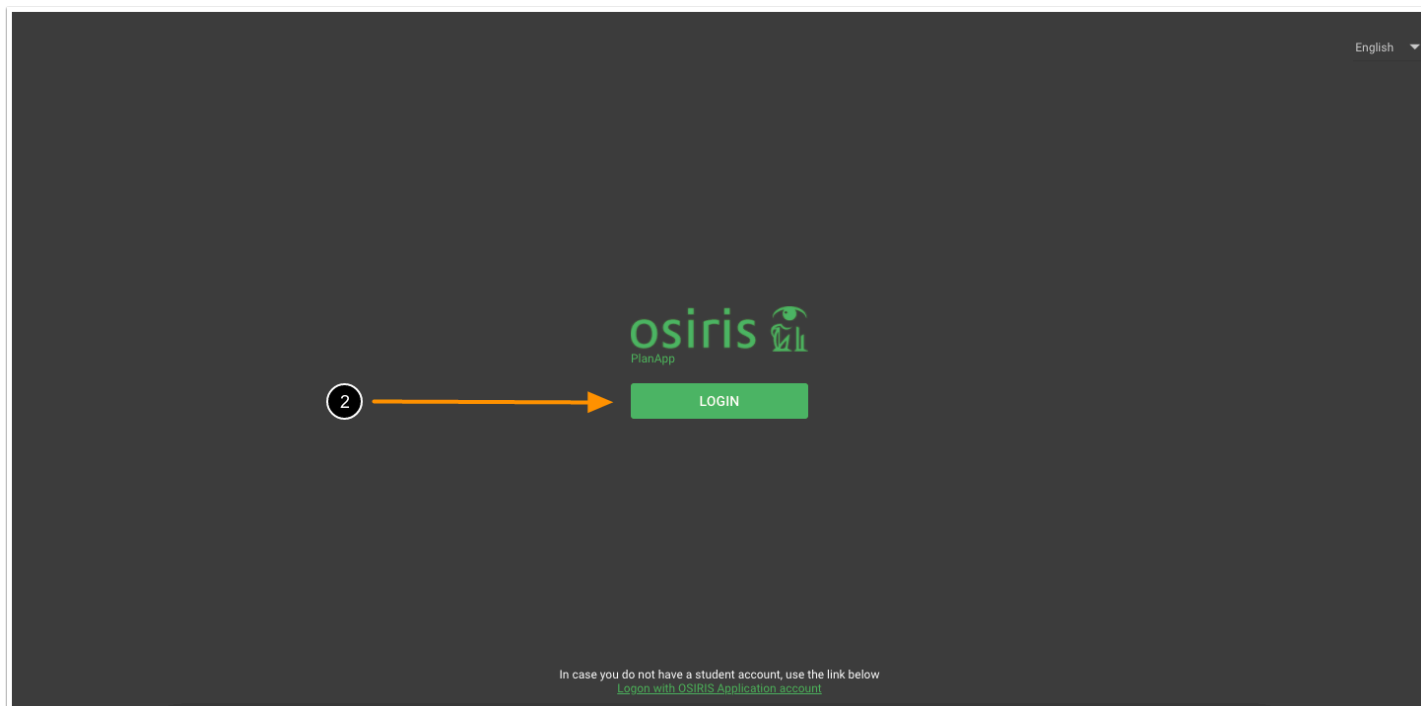 English
osiris
PlanApp
2
LOGIN
In case you do not have a student account, use the link below
Logon with OSIRIS Application account